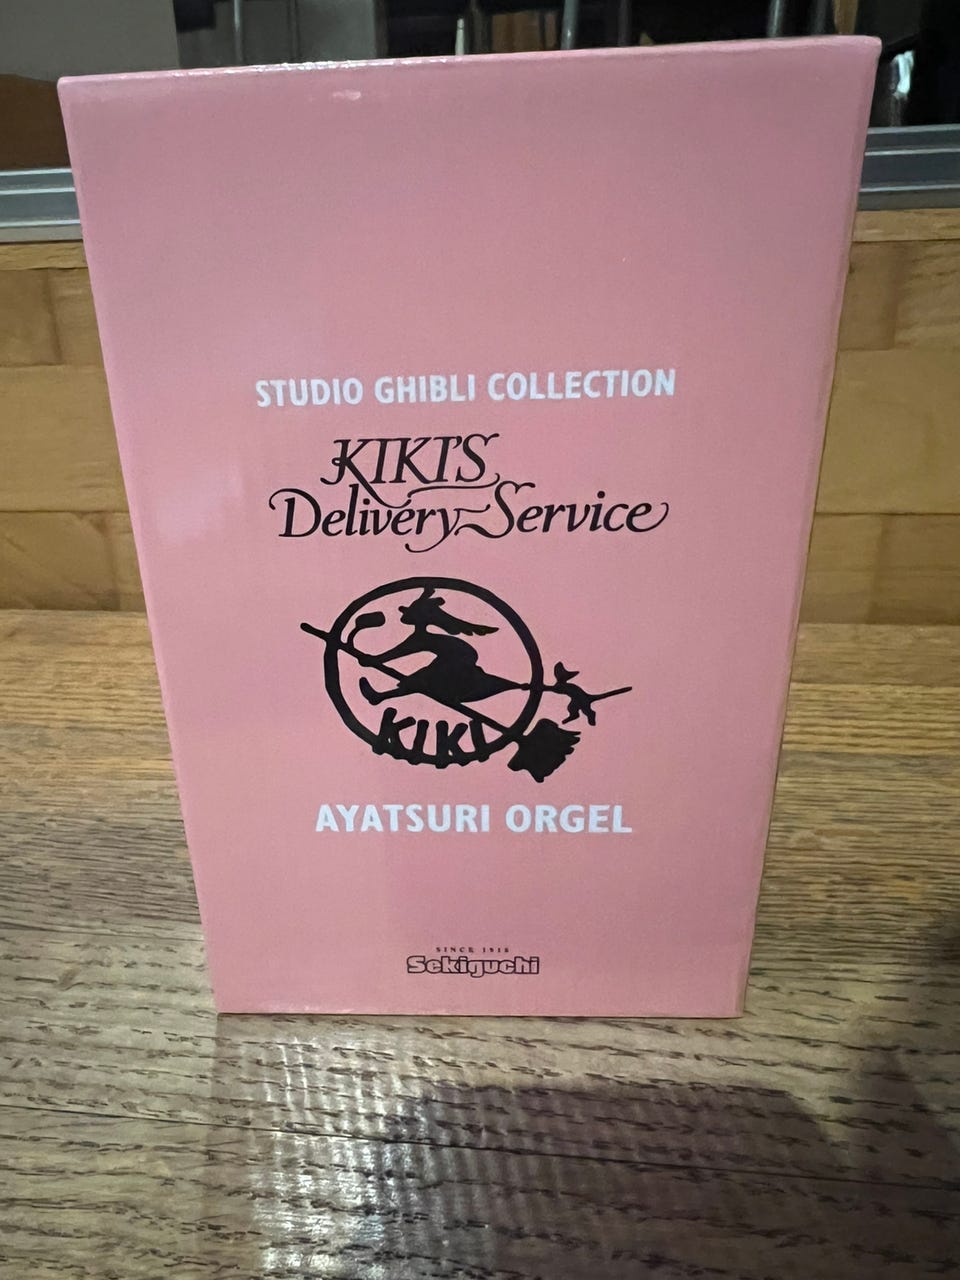 STUDIO GHIBLI COLLECTION
KIKI'S
Delivery Service
KIKI
AYATSURI ORGEL
SINCE 1918
Sekiguchi